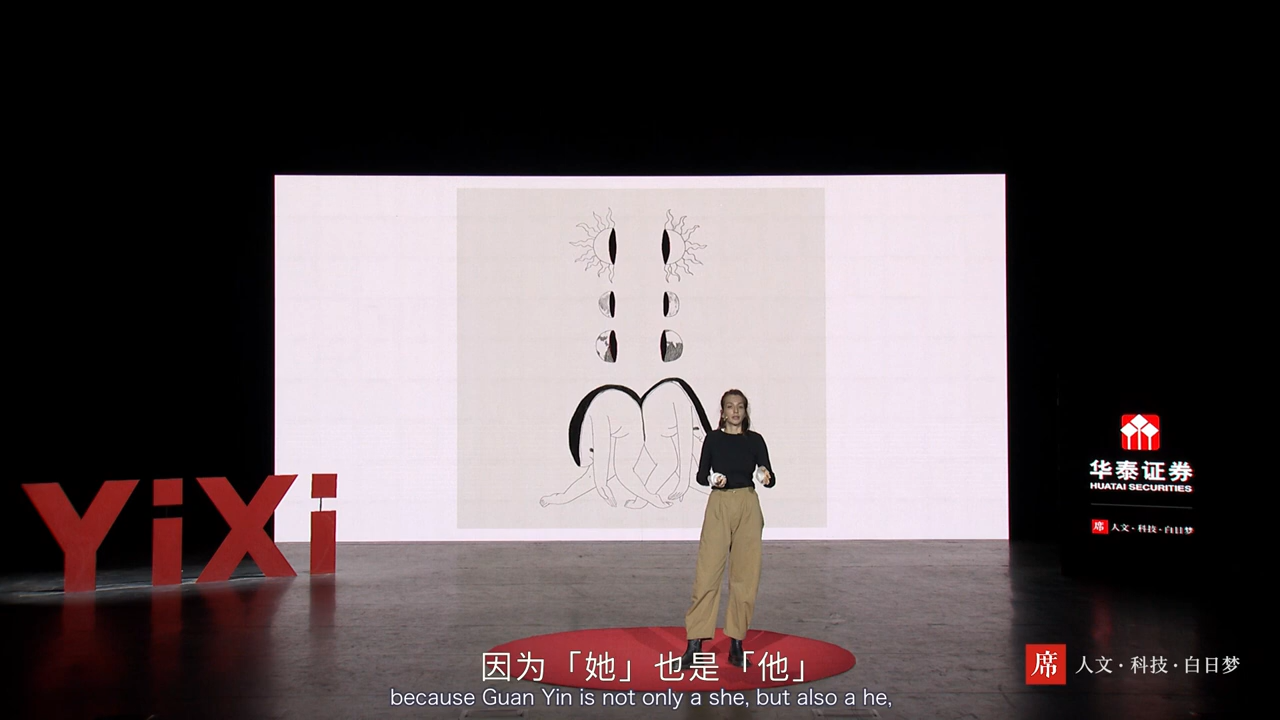 YiXi
华泰证券
HUATAI SECURITIES
席 人文·科技·白日梦
因为「她」也是「他」
because Guan Yin is not only a she, but also a he,
席 人文·科技·白日梦